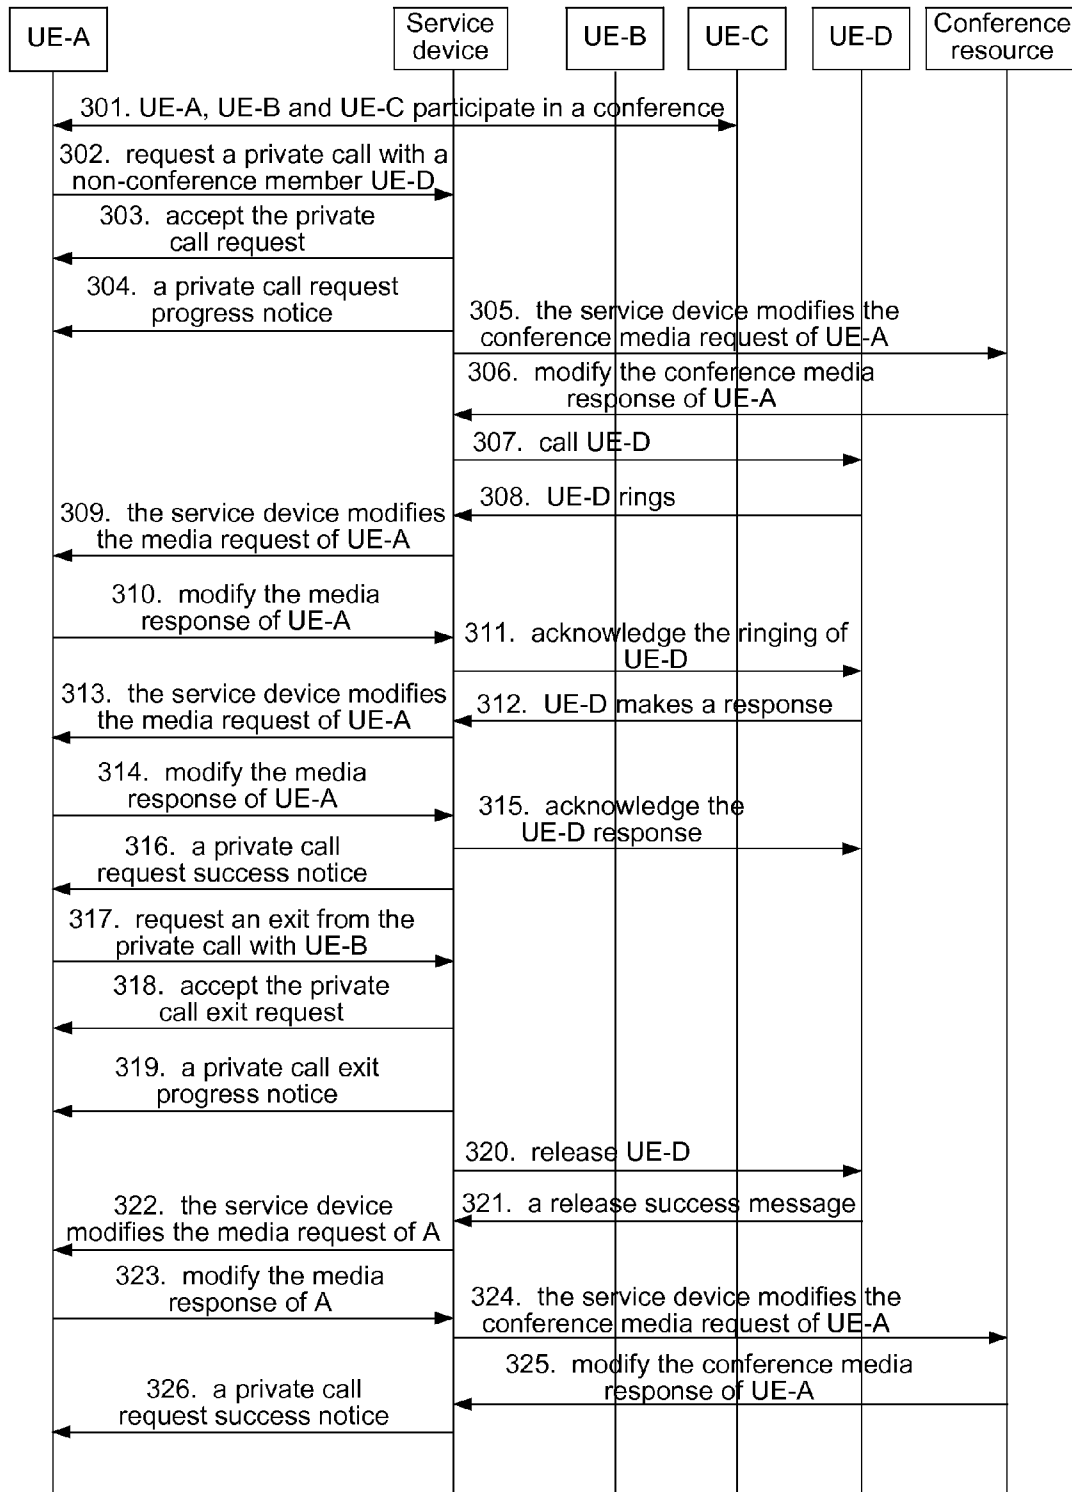 UE-A
Service
device
UE-B
UE-C
UE-D
Conference
resource
301. UE-A, UE-B and UE-C participate in a conference
302. request a private call with a
non-conference member UE-D
303. accept the private
call request
304. a private call request
progress notice
305. the service device modifies the
conference media request of UE-A
306. modify the conference media
response of UE-A
307. call UE-D
308. UE-D rings
309. the service device modifies
the media request of UE-A
310. modify the media
response of UE-A
311. acknowledge the ringing of
UE-D
312. UE-D makes a response
313. the service device modifies
the media request of UE-A
314. modify the media
response of UE-A
315. acknowledge the
UE-D response
316. a private call
request success notice
317. request an exit from the
private call with UE-B
318. accept the private
call exit request
319. a private call exit
progress notice
320. release UE-D
321. a release success message
322. the service device
modifies the media request of A
323. modify the media
response of A
324. the service device modifies the
conference media request of UE-A
325. modify the conference media
response of UE-A
326. a private call
request success notice